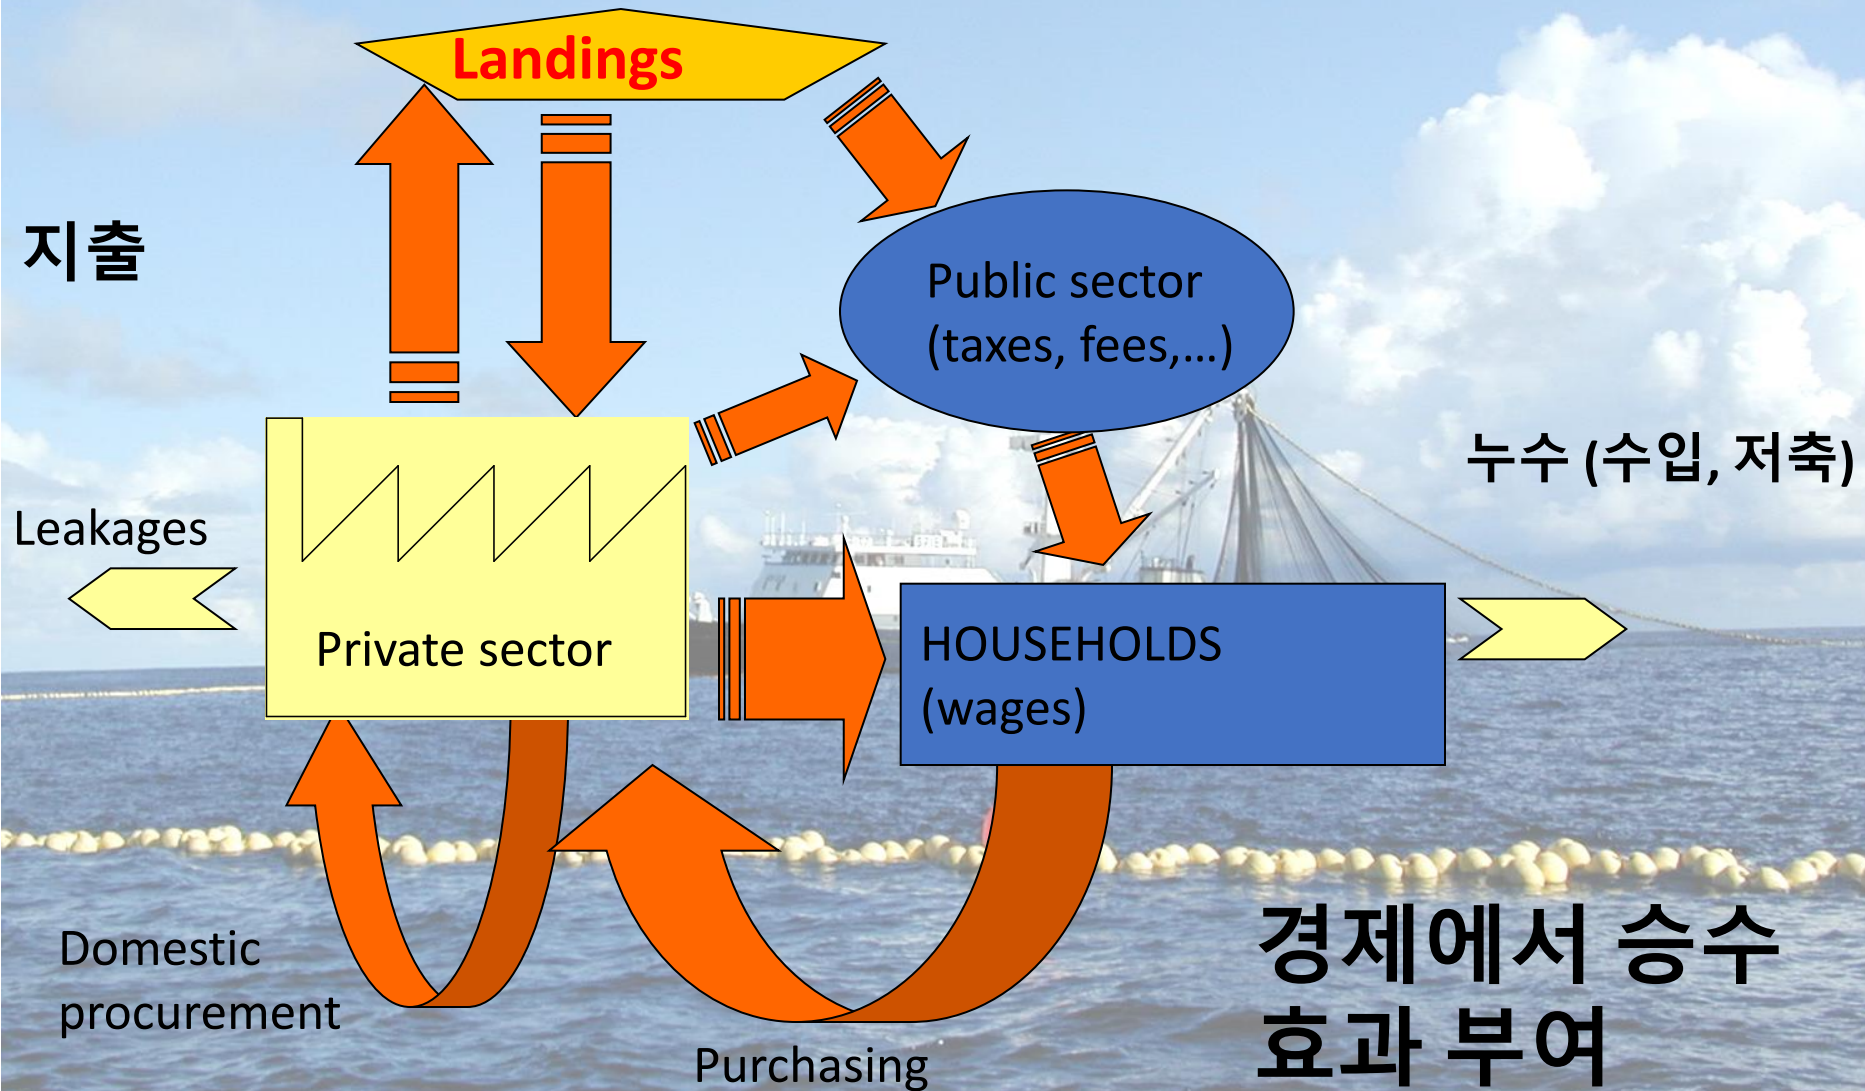 Landings
지출
Public sector
(taxes, fees,...)
누수 (수입, 저축)
Leakages
Private sector
HOUSEHOLDS
(wages)
Domestic
procurement
경제에서 승수
효과 부여
Purchasing